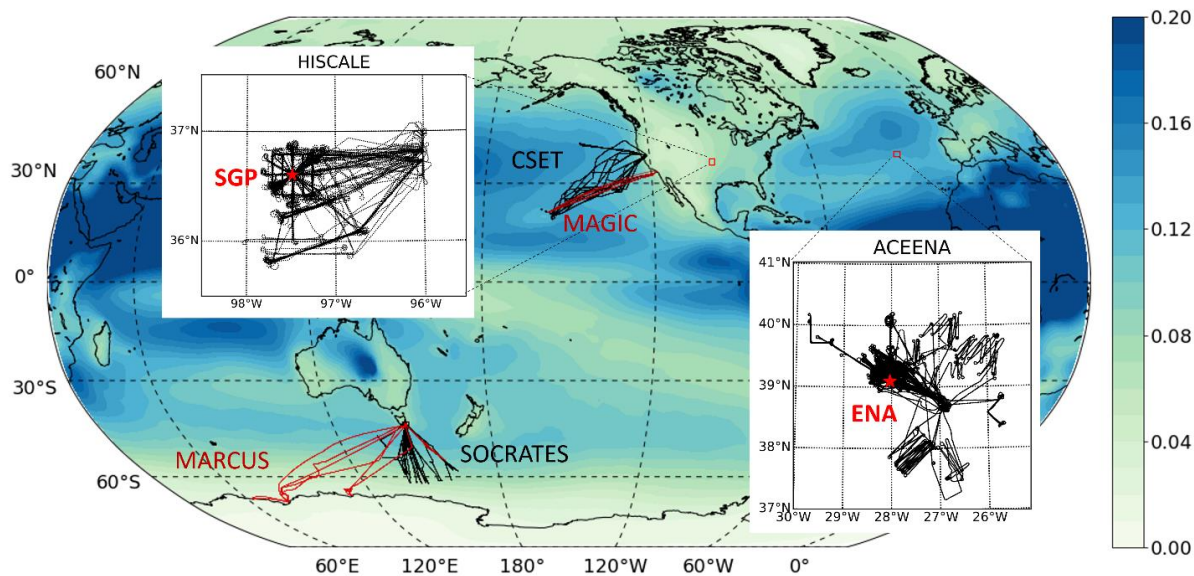 60°N
30°N
0°
30°S
60°S
60°E
120°E
180°
120°W
60°W
0°
HISCALE
37°N
36°N
98°W
97°W
96°W
SGP
CSET
MAGIC
ACEENA
41°N
40°N
39°N
38°N
37°N
30°W
28°W
27°W
26°W
ENA
MARCUS
SOCRATES
0.20
0.16
0.12
0.08
0.04
0.00